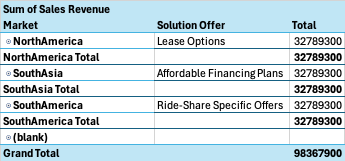 Sum of Sales Revenue
Market Solution Offer Total
NorthAmerica Lease Options 32789300
NorthAmerica Total 32789300
SouthAsia Affordable Financing Plans 32789300
SouthAsia Total 32789300
SouthAmerica Ride-Share Specific Offers 32789300
SouthAmerica Total 32789300
(blank)
Grand Total 98367900